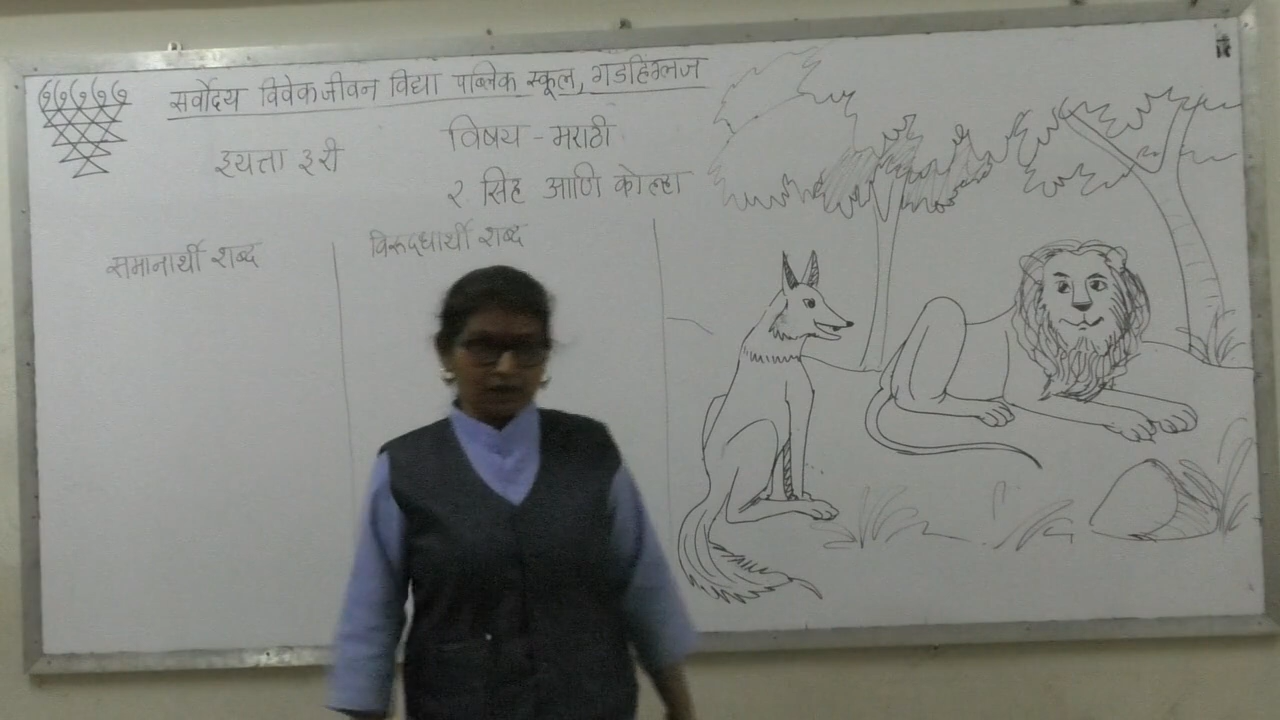 सर्वोदय विवेकजीवन विद्या पब्लिक स्कूल, गडहिंग्लज
विषय - मराठी
इयत्ता ३री
२. सिंह आणि कोल्हा
समानार्थी शब्द
विरुद्धार्थी शब्द